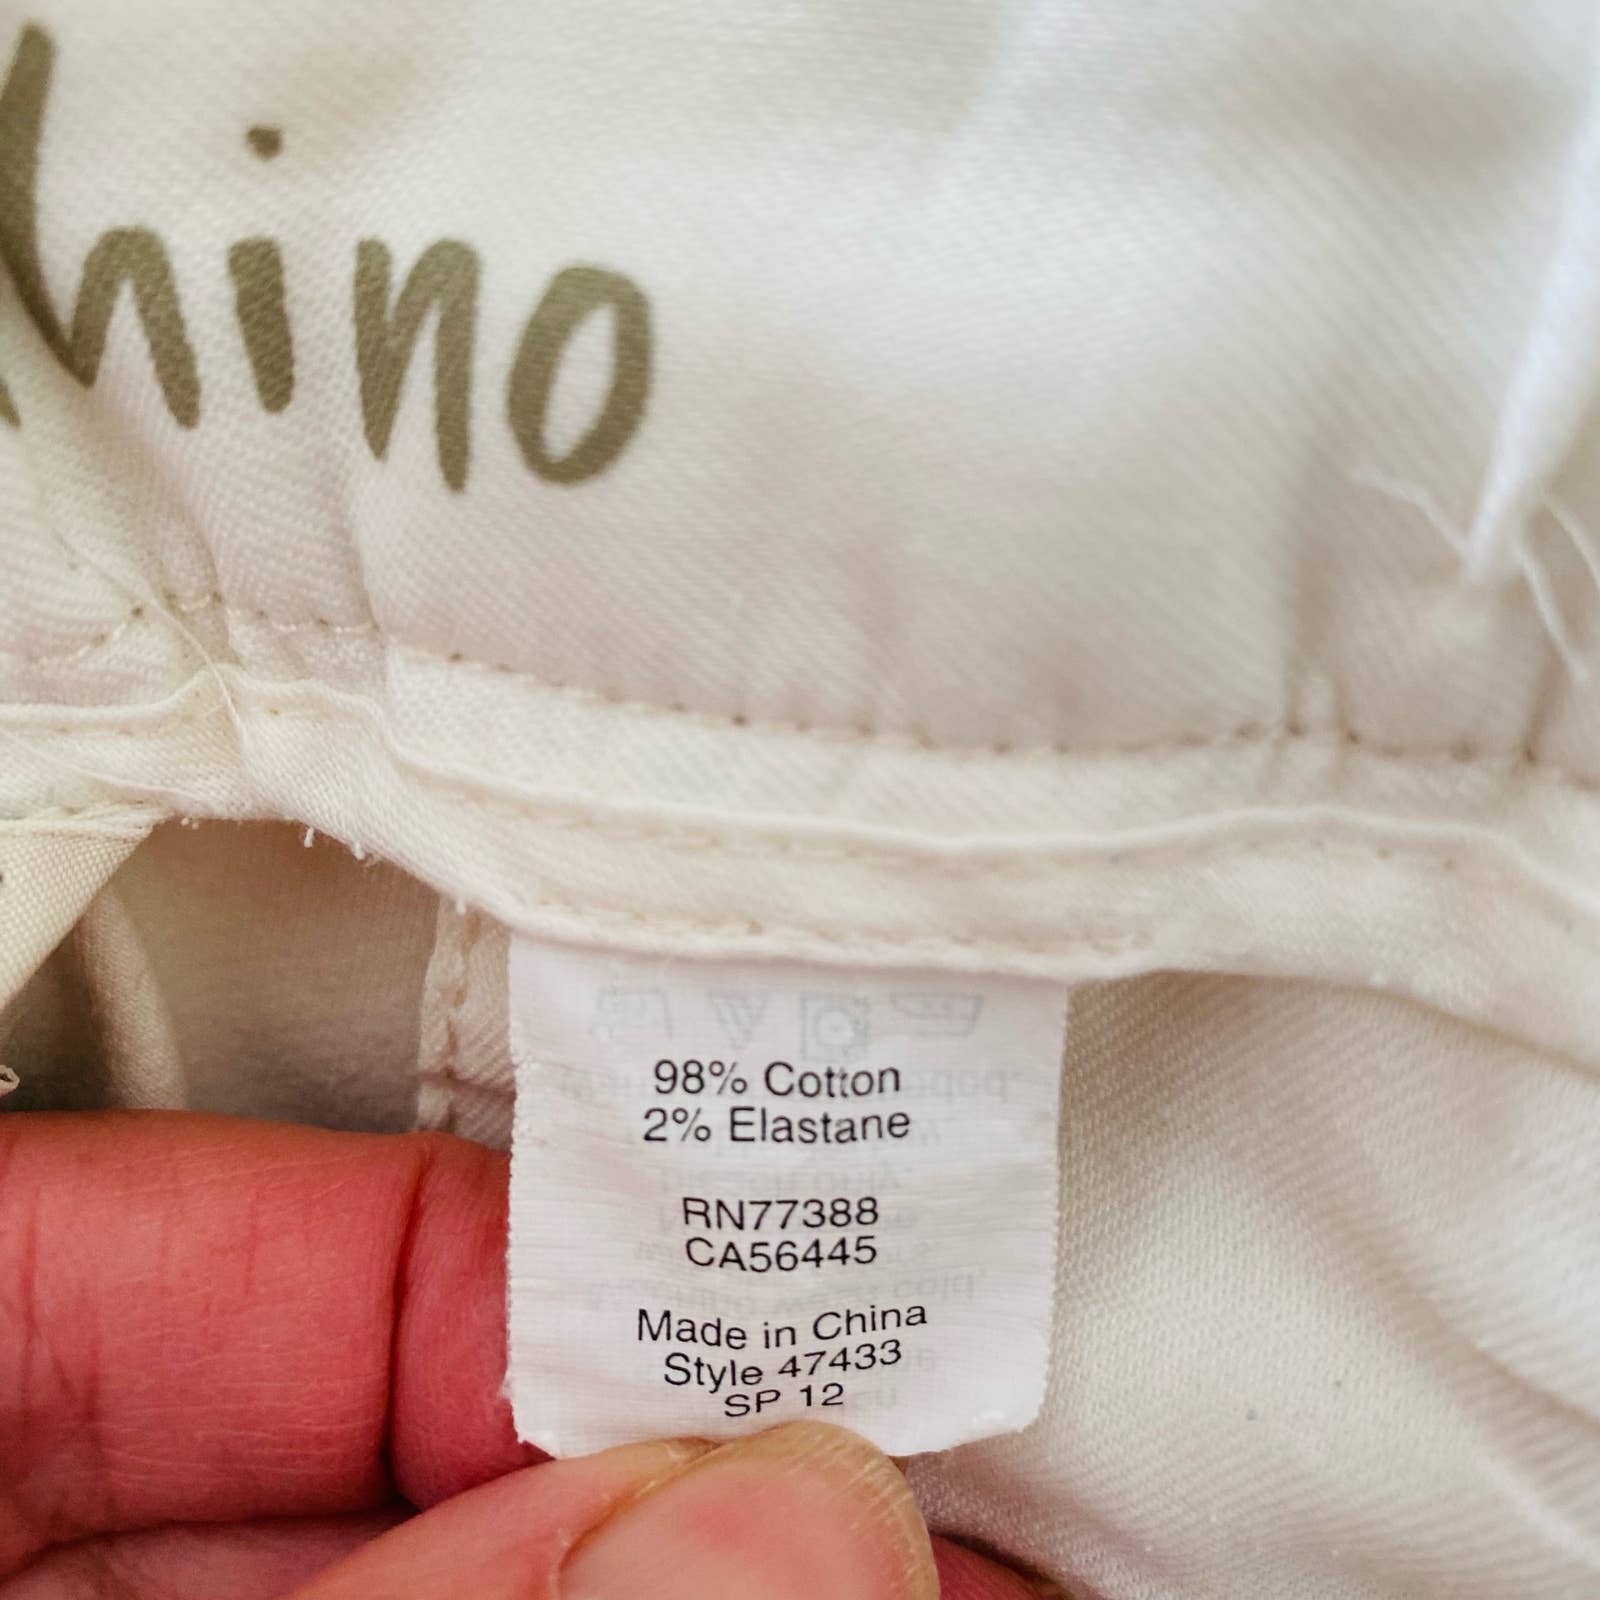 hino
98% Cotton
2% Elastane
RN77388
CA56445
Made in China
Style 47433
SP 12